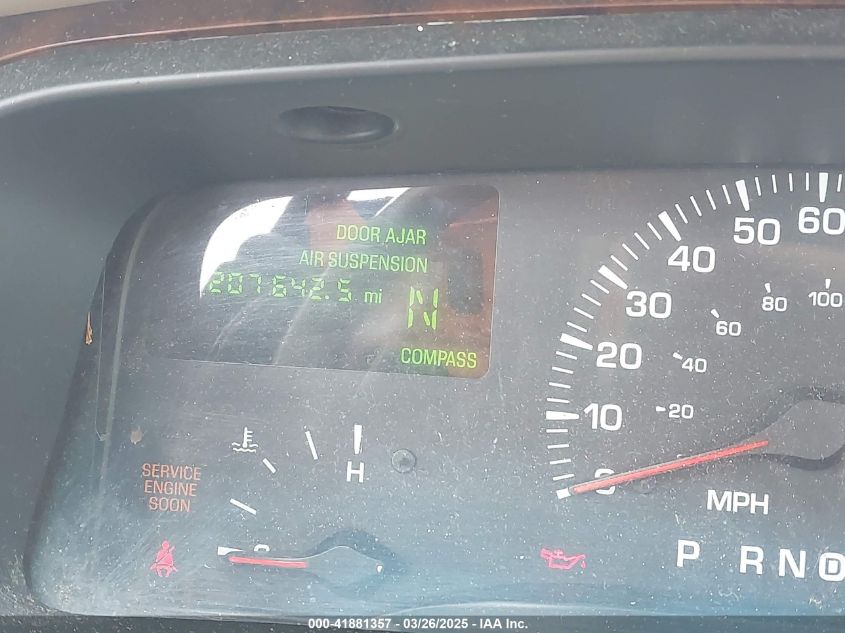 DOOR AJAR
AIR SUSPENSION
207642.5 mi
N
COMPASS
60
50
40
30
20
10
0
100
80
60
40
20
MPH
H
SERVICE
ENGINE
SOON
P R N D
000-41881357 - 03/26/2025 - IAA Inc.